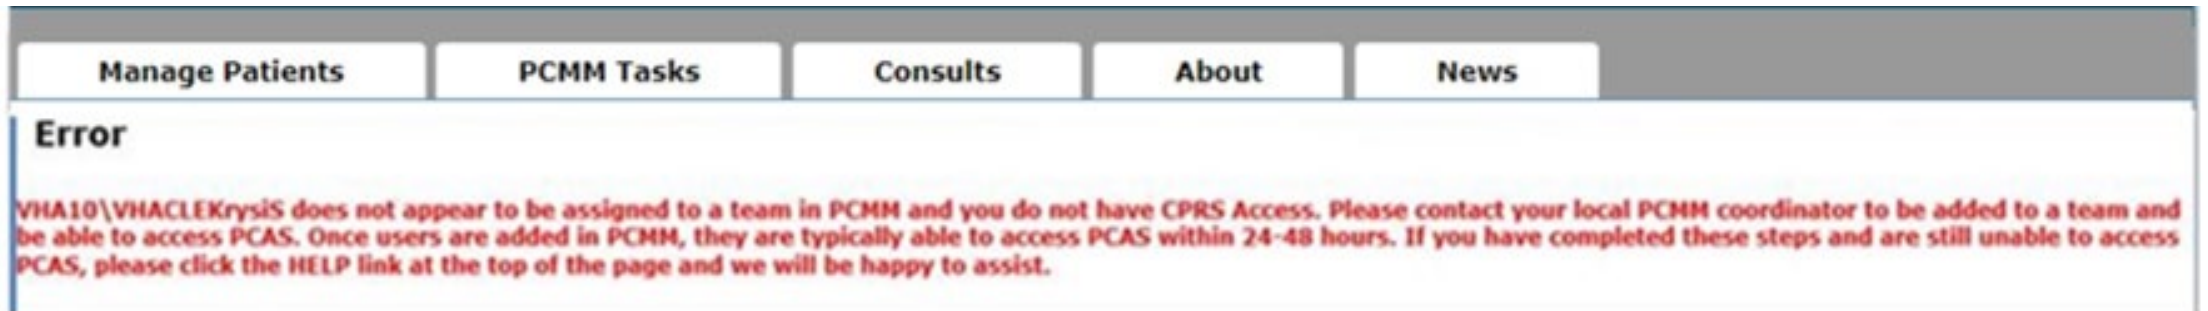 Manage Patients PCMM Tasks Consults About News
Error
VHA10\VHACLEKrysiS does not appear to be assigned to a team in PCMM and you do not have CPRS Access. Please contact your local PCMM coordinator to be added to a team and
be able to access PCAS. Once users are added in PCMM, they are typically able to access PCAS within 24-48 hours. If you have completed these steps and are still unable to access
PCAS, please click the HELP link at the top of the page and we will be happy to assist.